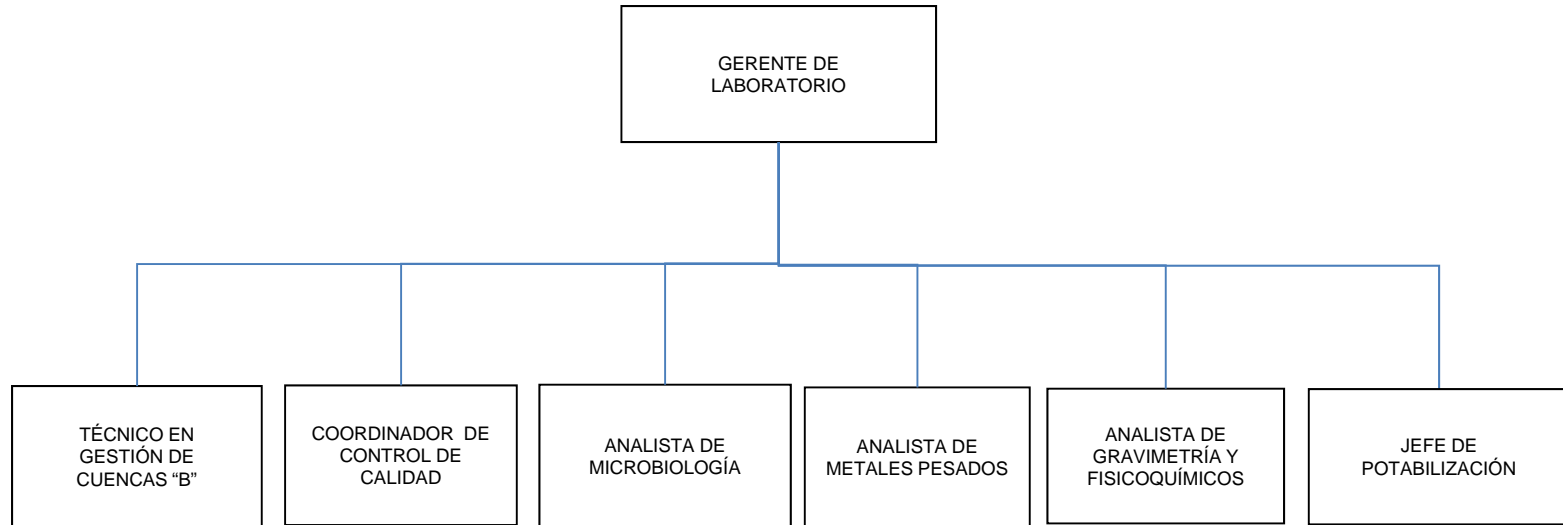 GERENTE DE
LABORATORIO
TÉCNICO EN
GESTIÓN DE
CUENCAS “B”
COORDINADOR DE
CONTROL DE
CALIDAD
ANALISTA DE
MICROBIOLOGÍA
ANALISTA DE
METALES PESADOS
ANALISTA DE
GRAVIMETRÍA Y
FISICOQUÍMICOS
JEFE DE
POTABILIZACIÓN